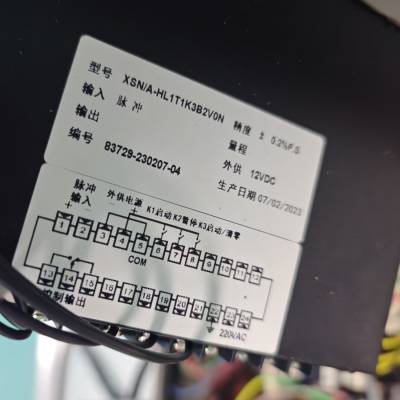 型号 XSN/A-HL1T1K3B2V0N
输入 脉冲 精度 ± 0.2%F.S.
输出 量程
编号 B3729-230207-04 外供 12VDC
生产日期 07/02/2023
脉冲 外供电源 K1启动 K2暂停 K3启动/清零
输入
+ − − +
1 2 3 4 5 6 7 8 9 10 11 12
COM
13 14 15 16 17 18 19 20 21 22 23 24
控制输出 220VAC